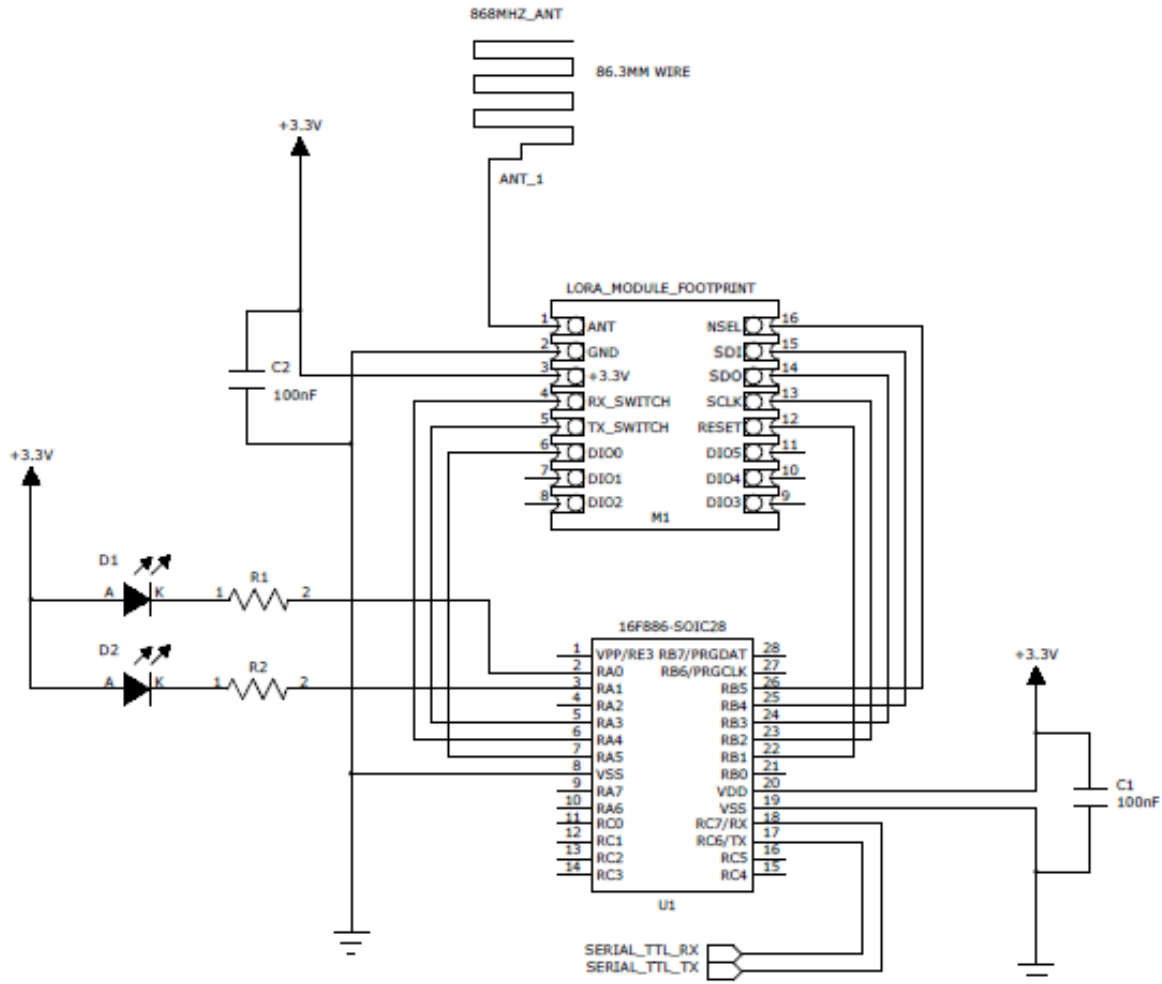 868MHZ_ANT
86.3MM WIRE
+3.3V
ANT_1
LORA_MODULE_FOOTPRINT
1 ANT NSEL 16
2 GND SDI 15
3 +3.3V SDO 14
4 RX_SWITCH SCLK 13
5 TX_SWITCH RESET 12
6 DIO0 DIO5 11
7 DIO1 DIO4 10
8 DIO2 DIO3 9
M1
C2
100nF
+3.3V
D1
A K
R1
1 2
D2
A K
R2
1 2
16F886-SOIC28
1 VPP/RE3 RB7/PRGDAT 28
2 RA0 RB6/PRGCLK 27
3 RA1 RB5 26
4 RA2 RB4 25
5 RA3 RB3 24
6 RA4 RB2 23
7 RA5 RB1 22
8 VSS RB0 21
9 RA7 VDD 20
10 RA6 VSS 19
11 RC0 RC7/RX 18
12 RC1 RC6/TX 17
13 RC2 RC5 16
14 RC3 RC4 15
U1
+3.3V
C1
100nF
SERIAL_TTL_RX
SERIAL_TTL_TX